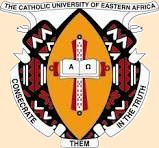 THE CATHOLIC UNIVERSITY OF EASTERN AFRICA
Α Ω
CONSECRATE
THEM
IN THE TRUTH